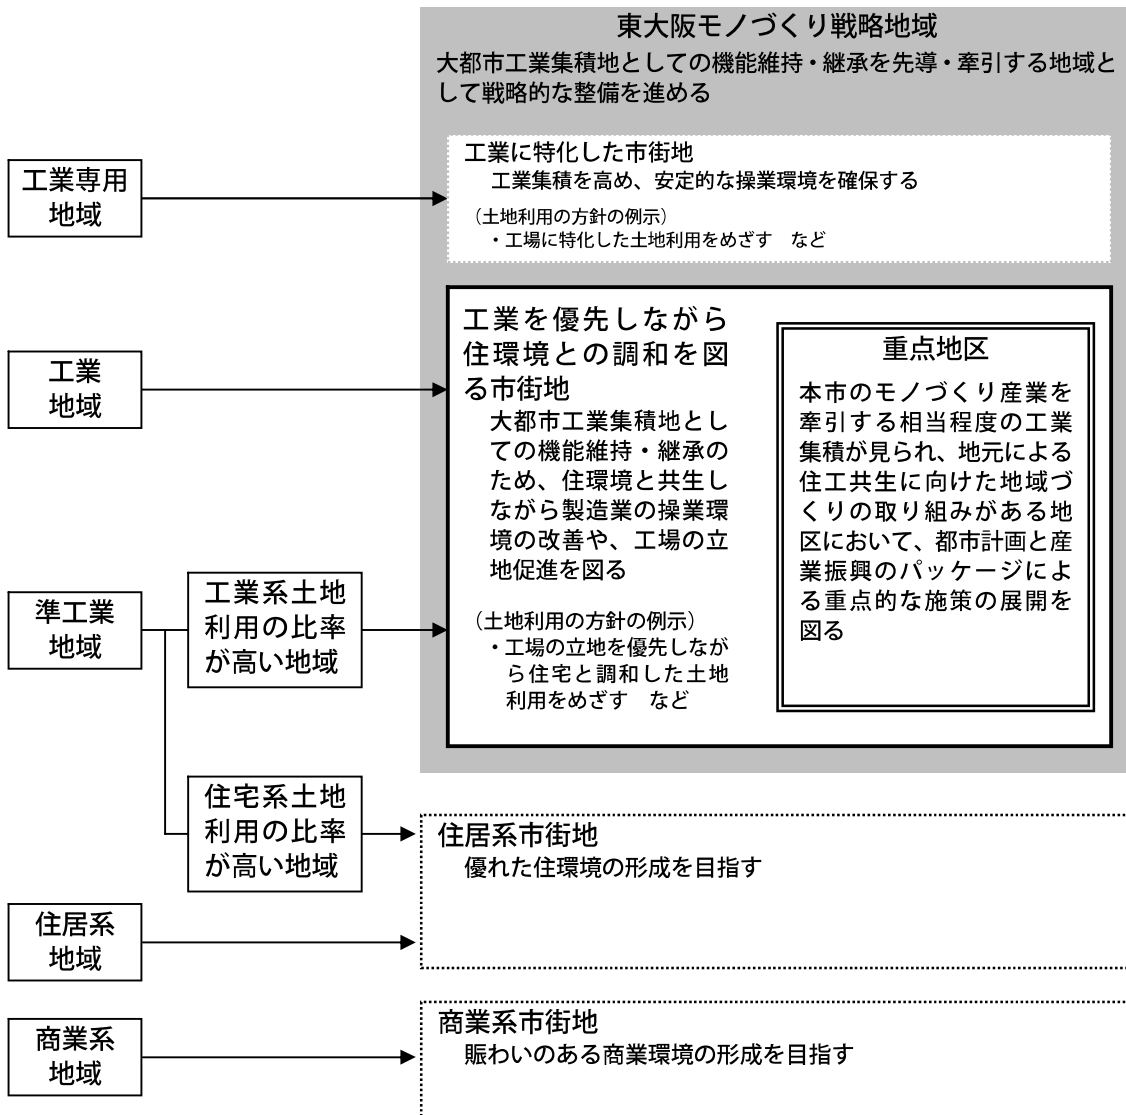 東大阪モノづくり戦略地域
大都市工業集積地としての機能維持・継承を先導・牽引する地域と
して戦略的な整備を進める
工業専用
地域
工業に特化した市街地
工業集積を高め、安定的な操業環境を確保する
（土地利用の方針の例示）
・工場に特化した土地利用をめざす　など
工業
地域
工業を優先しながら
住環境との調和を図
る市街地
大都市工業集積地とし
ての機能維持・継承の
ため、住環境と共生し
ながら製造業の操業環
境の改善や、工場の立
地促進を図る
（土地利用の方針の例示）
・工場の立地を優先しなが
ら住宅と調和した土地
利用をめざす　など
重点地区
本市のモノづくり産業を
牽引する相当程度の工業
集積が見られ、地元による
住工共生に向けた地域づ
くりの取り組みがある地
区において、都市計画と産
業振興のパッケージによ
る重点的な施策の展開を
図る
準工業
地域
工業系土地
利用の比率
が高い地域
住宅系土地
利用の比率
が高い地域
住居系市街地
優れた住環境の形成を目指す
住居系
地域
商業系
地域
商業系市街地
賑わいのある商業環境の形成を目指す